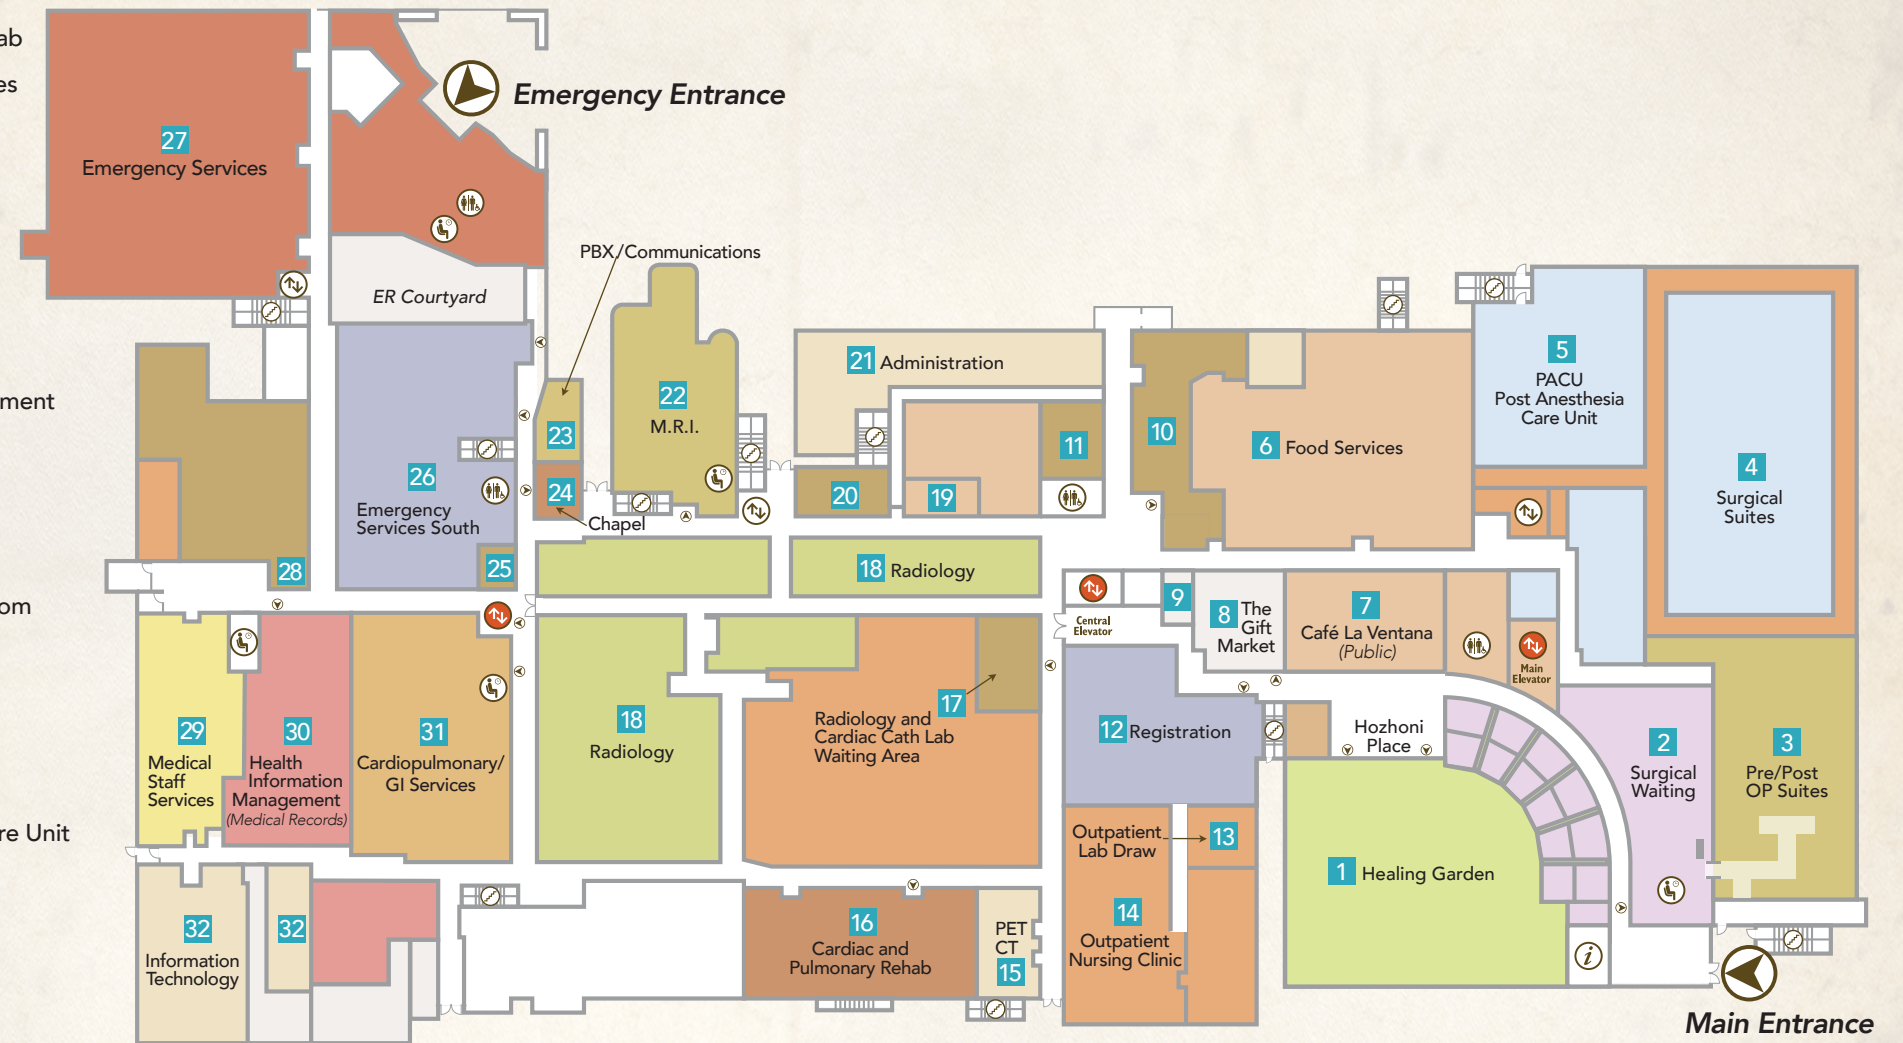 ab
es
ment
om
re Unit
Emergency Entrance
27
Emergency Services
PBX/Communications
ER Courtyard
21 Administration
5
PACU
Post Anesthesia
Care Unit
22
M.R.I.
23
10
11
6 Food Services
4
Surgical
Suites
26
Emergency
Services South
24
Chapel
20
19
25
28
18 Radiology
Central
Elevator
9
8 The
Gift
Market
7
Café La Ventana
(Public)
Main
Elevator
29
Medical
Staff
Services
30
Health
Information
Management
(Medical Records)
31
Cardiopulmonary/
GI Services
18
Radiology
17
Radiology and
Cardiac Cath Lab
Waiting Area
12 Registration
Hozhoni
Place
2
Surgical
Waiting
3
Pre/Post
OP Suites
Outpatient
Lab Draw
13
1 Healing Garden
14
Outpatient
Nursing Clinic
16
Cardiac and
Pulmonary Rehab
PET
CT
15
32
Information
Technology
32
i
Main Entrance